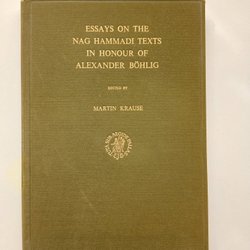 ESSAYS ON THE
NAG HAMMADI TEXTS
IN HONOUR OF
ALEXANDER BÖHLIG
EDITED BY
MARTIN KRAUSE